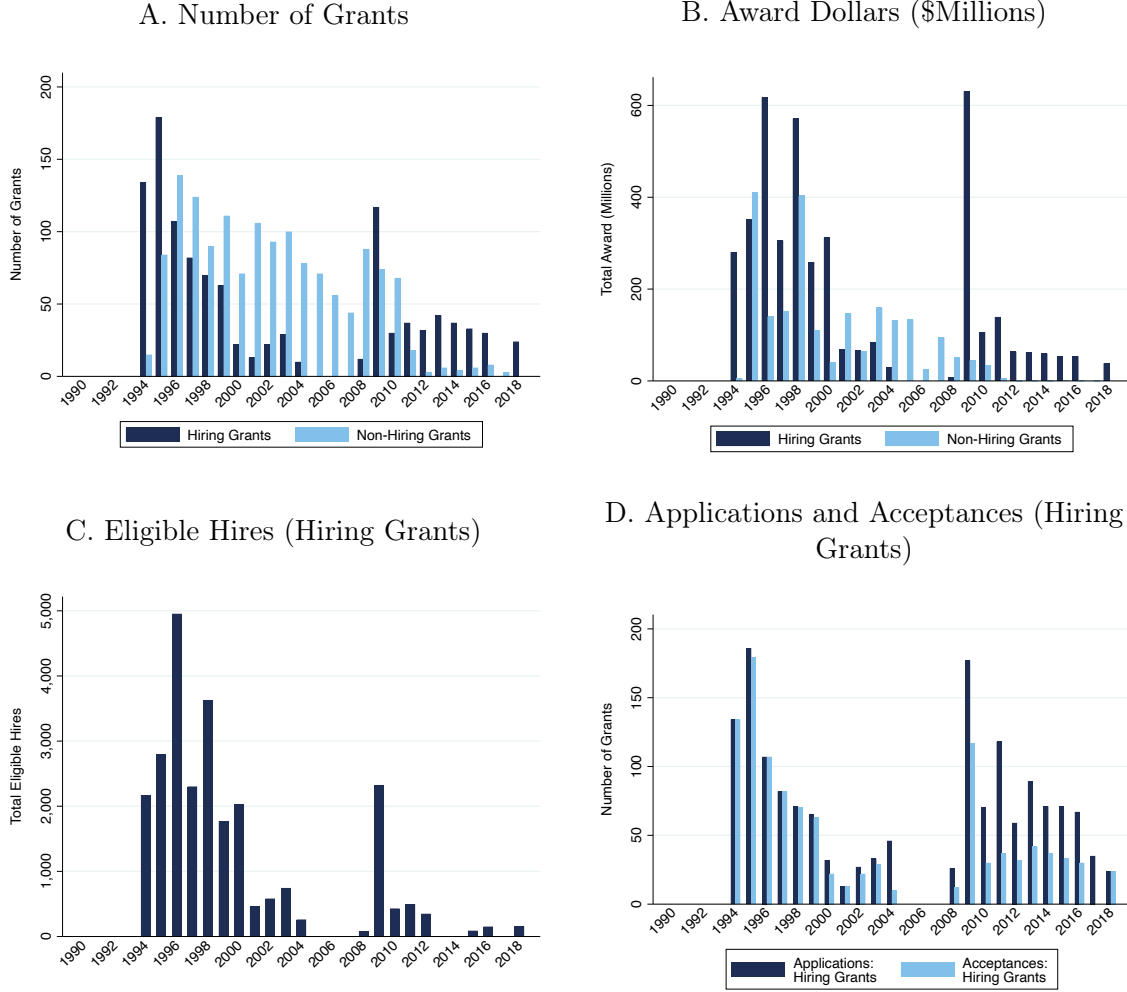 A. Number of Grants
200
150
100
50
0
Number of Grants
1990 1992 1994 1996 1998 2000 2002 2004 2006 2008 2010 2012 2014 2016 2018
Hiring Grants Non-Hiring Grants
B. Award Dollars ($Millions)
600
400
200
0
Total Award (Millions)
1990 1992 1994 1996 1998 2000 2002 2004 2006 2008 2010 2012 2014 2016 2018
Hiring Grants Non-Hiring Grants
C. Eligible Hires (Hiring Grants)
5,000
4,000
3,000
2,000
1,000
0
Total Eligible Hires
1990 1992 1994 1996 1998 2000 2002 2004 2006 2008 2010 2012 2014 2016 2018
D. Applications and Acceptances (Hiring
Grants)
200
150
100
50
0
Number of Grants
1990 1992 1994 1996 1998 2000 2002 2004 2006 2008 2010 2012 2014 2016 2018
Applications: Acceptances:
Hiring Grants Hiring Grants